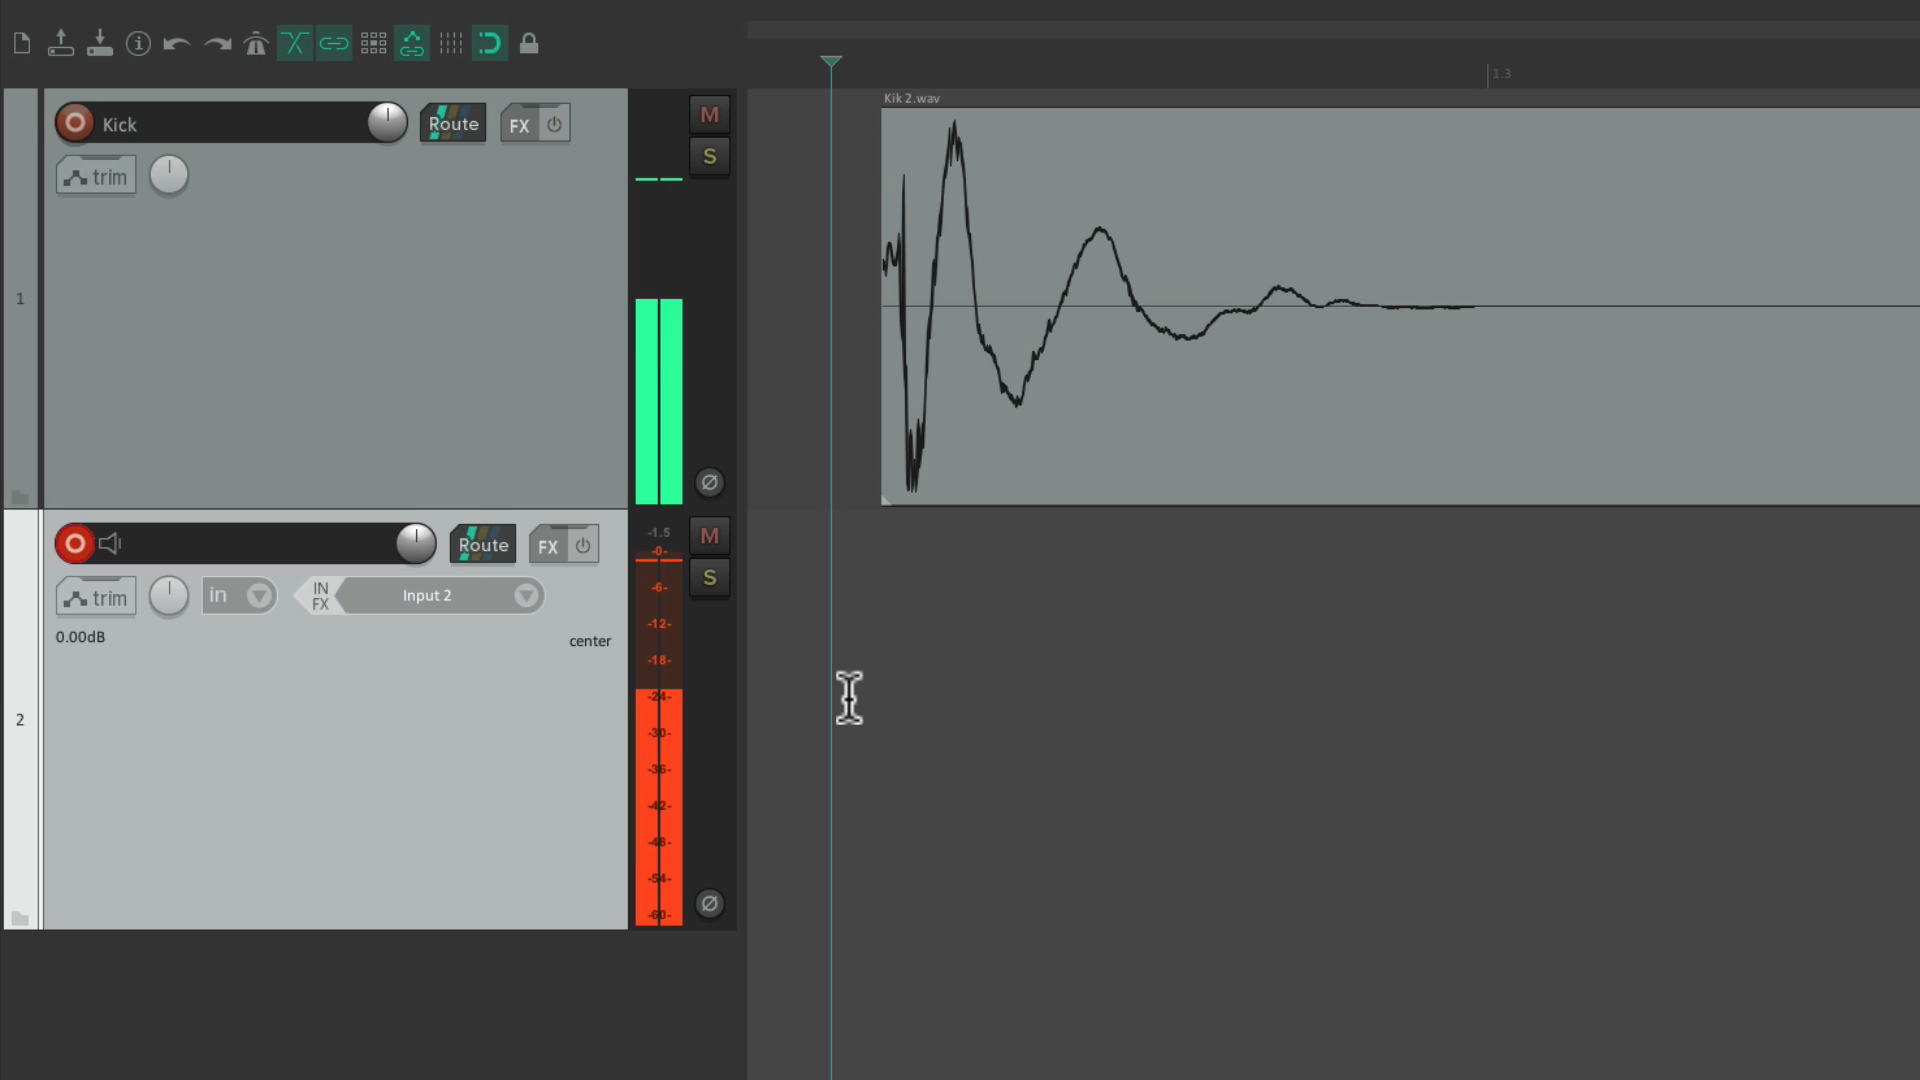 1.3
Kik 2.wav
Kick
Route
FX
M
S
trim
1
Ø
Route
FX
M
S
trim
in
IN
FX
Input 2
0.00dB
center
2
-1.5
-0-
-6-
-12-
-18-
-24-
-30-
-36-
-42-
-48-
-54-
-60-
Ø